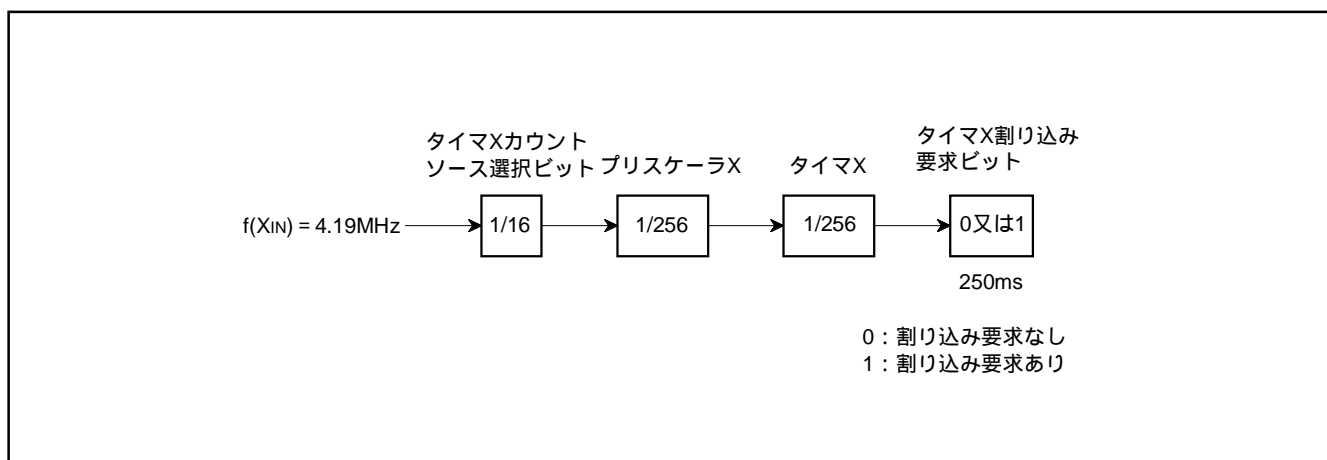 タイマXカウント
ソース選択ビット
プリスケーラX
タイマX
タイマX割り込み
要求ビット
f(XIN) = 4.19MHz
1/16
1/256
1/256
0又は1
250ms
0：割り込み要求なし
1：割り込み要求あり